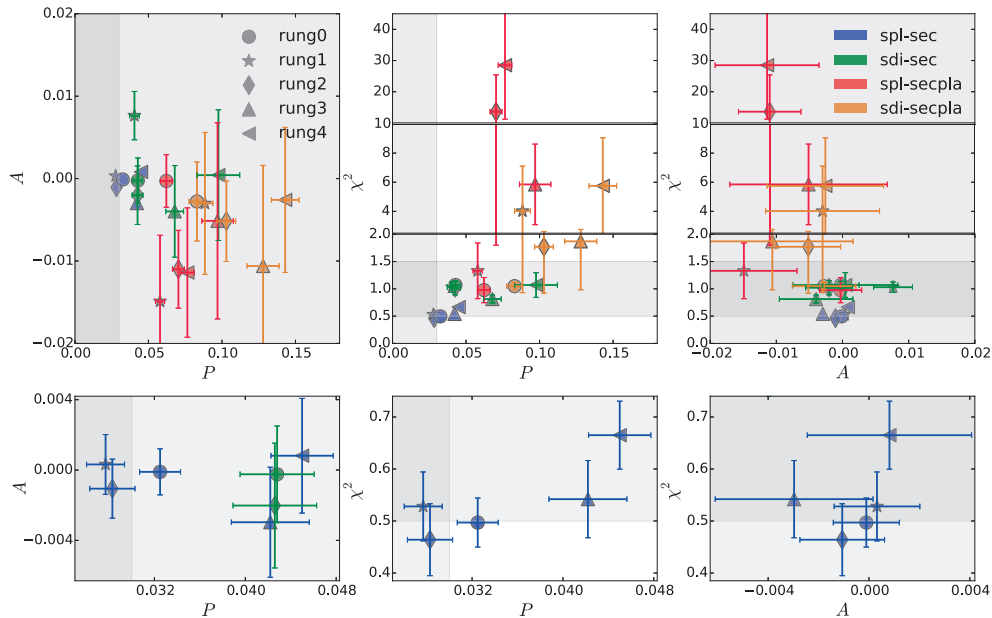 0.02
0.01
0.00
−0.01
−0.02
A
0.00
0.05
0.10
0.15
P
rung0
rung1
rung2
rung3
rung4
χ²
40
30
20
10
χ²
8
6
4
2.0
χ²
1.5
1.0
0.5
0.0
0.00
0.05
0.10
0.15
P
χ²
40
30
20
10
χ²
8
6
4
2.0
χ²
1.5
1.0
0.5
0.0
−0.02
−0.01
0.00
0.01
0.02
A
spl-sec
sdi-sec
spl-secpla
sdi-secpla
0.004
0.000
−0.004
A
0.032
0.040
0.048
P
0.7
0.6
0.5
0.4
χ²
0.032
0.040
0.048
P
0.7
0.6
0.5
0.4
χ²
−0.004
0.000
0.004
A